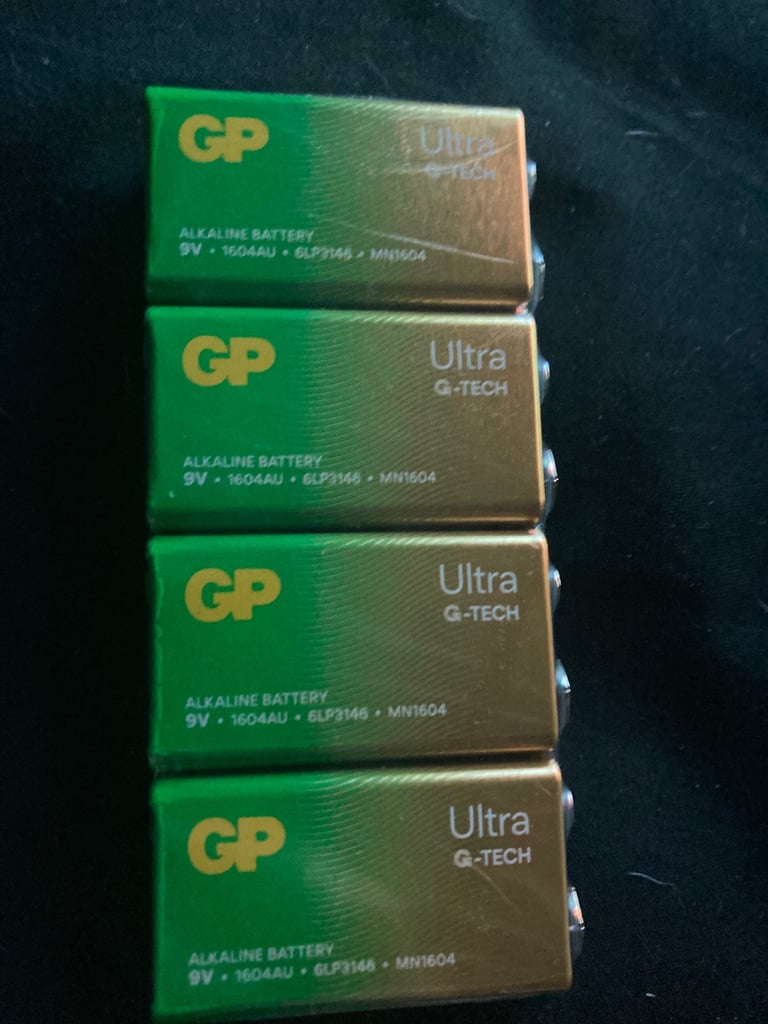 GP
Ultra
G-TECH
ALKALINE BATTERY
9V • 1604AU • 6LP3146 • MN1604
GP
Ultra
G-TECH
ALKALINE BATTERY
9V • 1604AU • 6LP3146 • MN1604
GP
Ultra
G-TECH
ALKALINE BATTERY
9V • 1604AU • 6LP3146 • MN1604
GP
Ultra
G-TECH
ALKALINE BATTERY
9V • 1604AU • 6LP3146 • MN1604